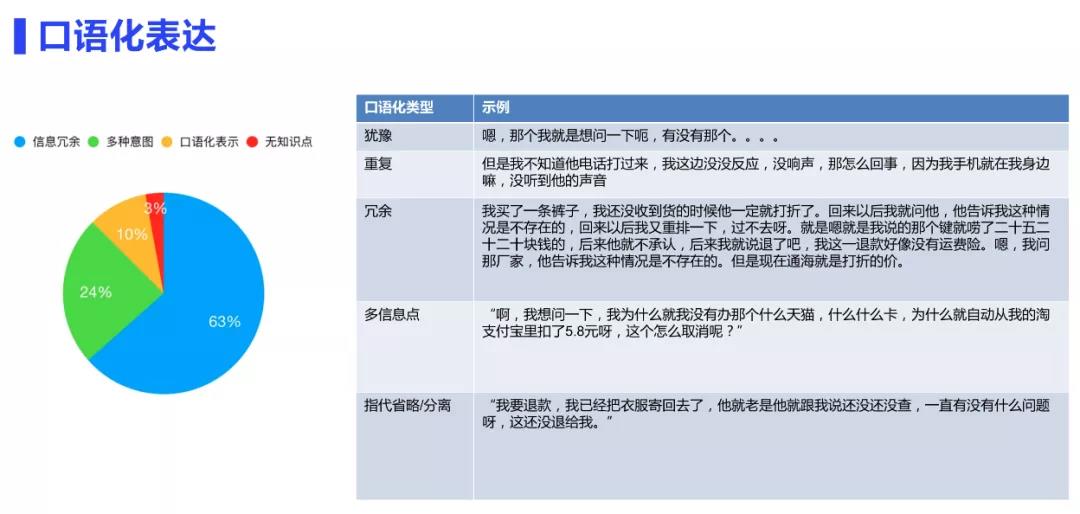 口语化表达
信息冗余 多种意图 口语化表示 无知识点
3%
10%
24%
63%
口语化类型 示例
犹豫 嗯，那个我就是想问一下呃，有没有那个。。。。
重复 但是我不知道他电话打过来，我这边没没反应，没响声，那怎么回事，因为我手机就在我身边
嘛，没听到他的声音
冗余 我买了一条裤子，我还没收到货的时候他一定就打折了。回来以后我就问他，他告诉我这种情
况是不存在的，回来以后我又重排一下，过不去呀。就是嗯就是我说的那个键就唠了二十五二
十二十块钱的，后来他就不承认，后来我就说退了吧，我这一退款好像没有运费险。嗯，我问
那厂家，他告诉我这种情况是不存在的。但是现在通海就是打折的价。
多信息点 “啊，我想问一下，我为什么就我没有办那个什么天猫，什么什么卡，为什么就自动从我的淘
支付宝里扣了5.8元呀，这个怎么取消呢？”
指代省略/分离 “我要退款，我已经把衣服寄回去了，他就老是他就跟我说还没还没查，一直有没有什么问题
呀，这还没退给我。”